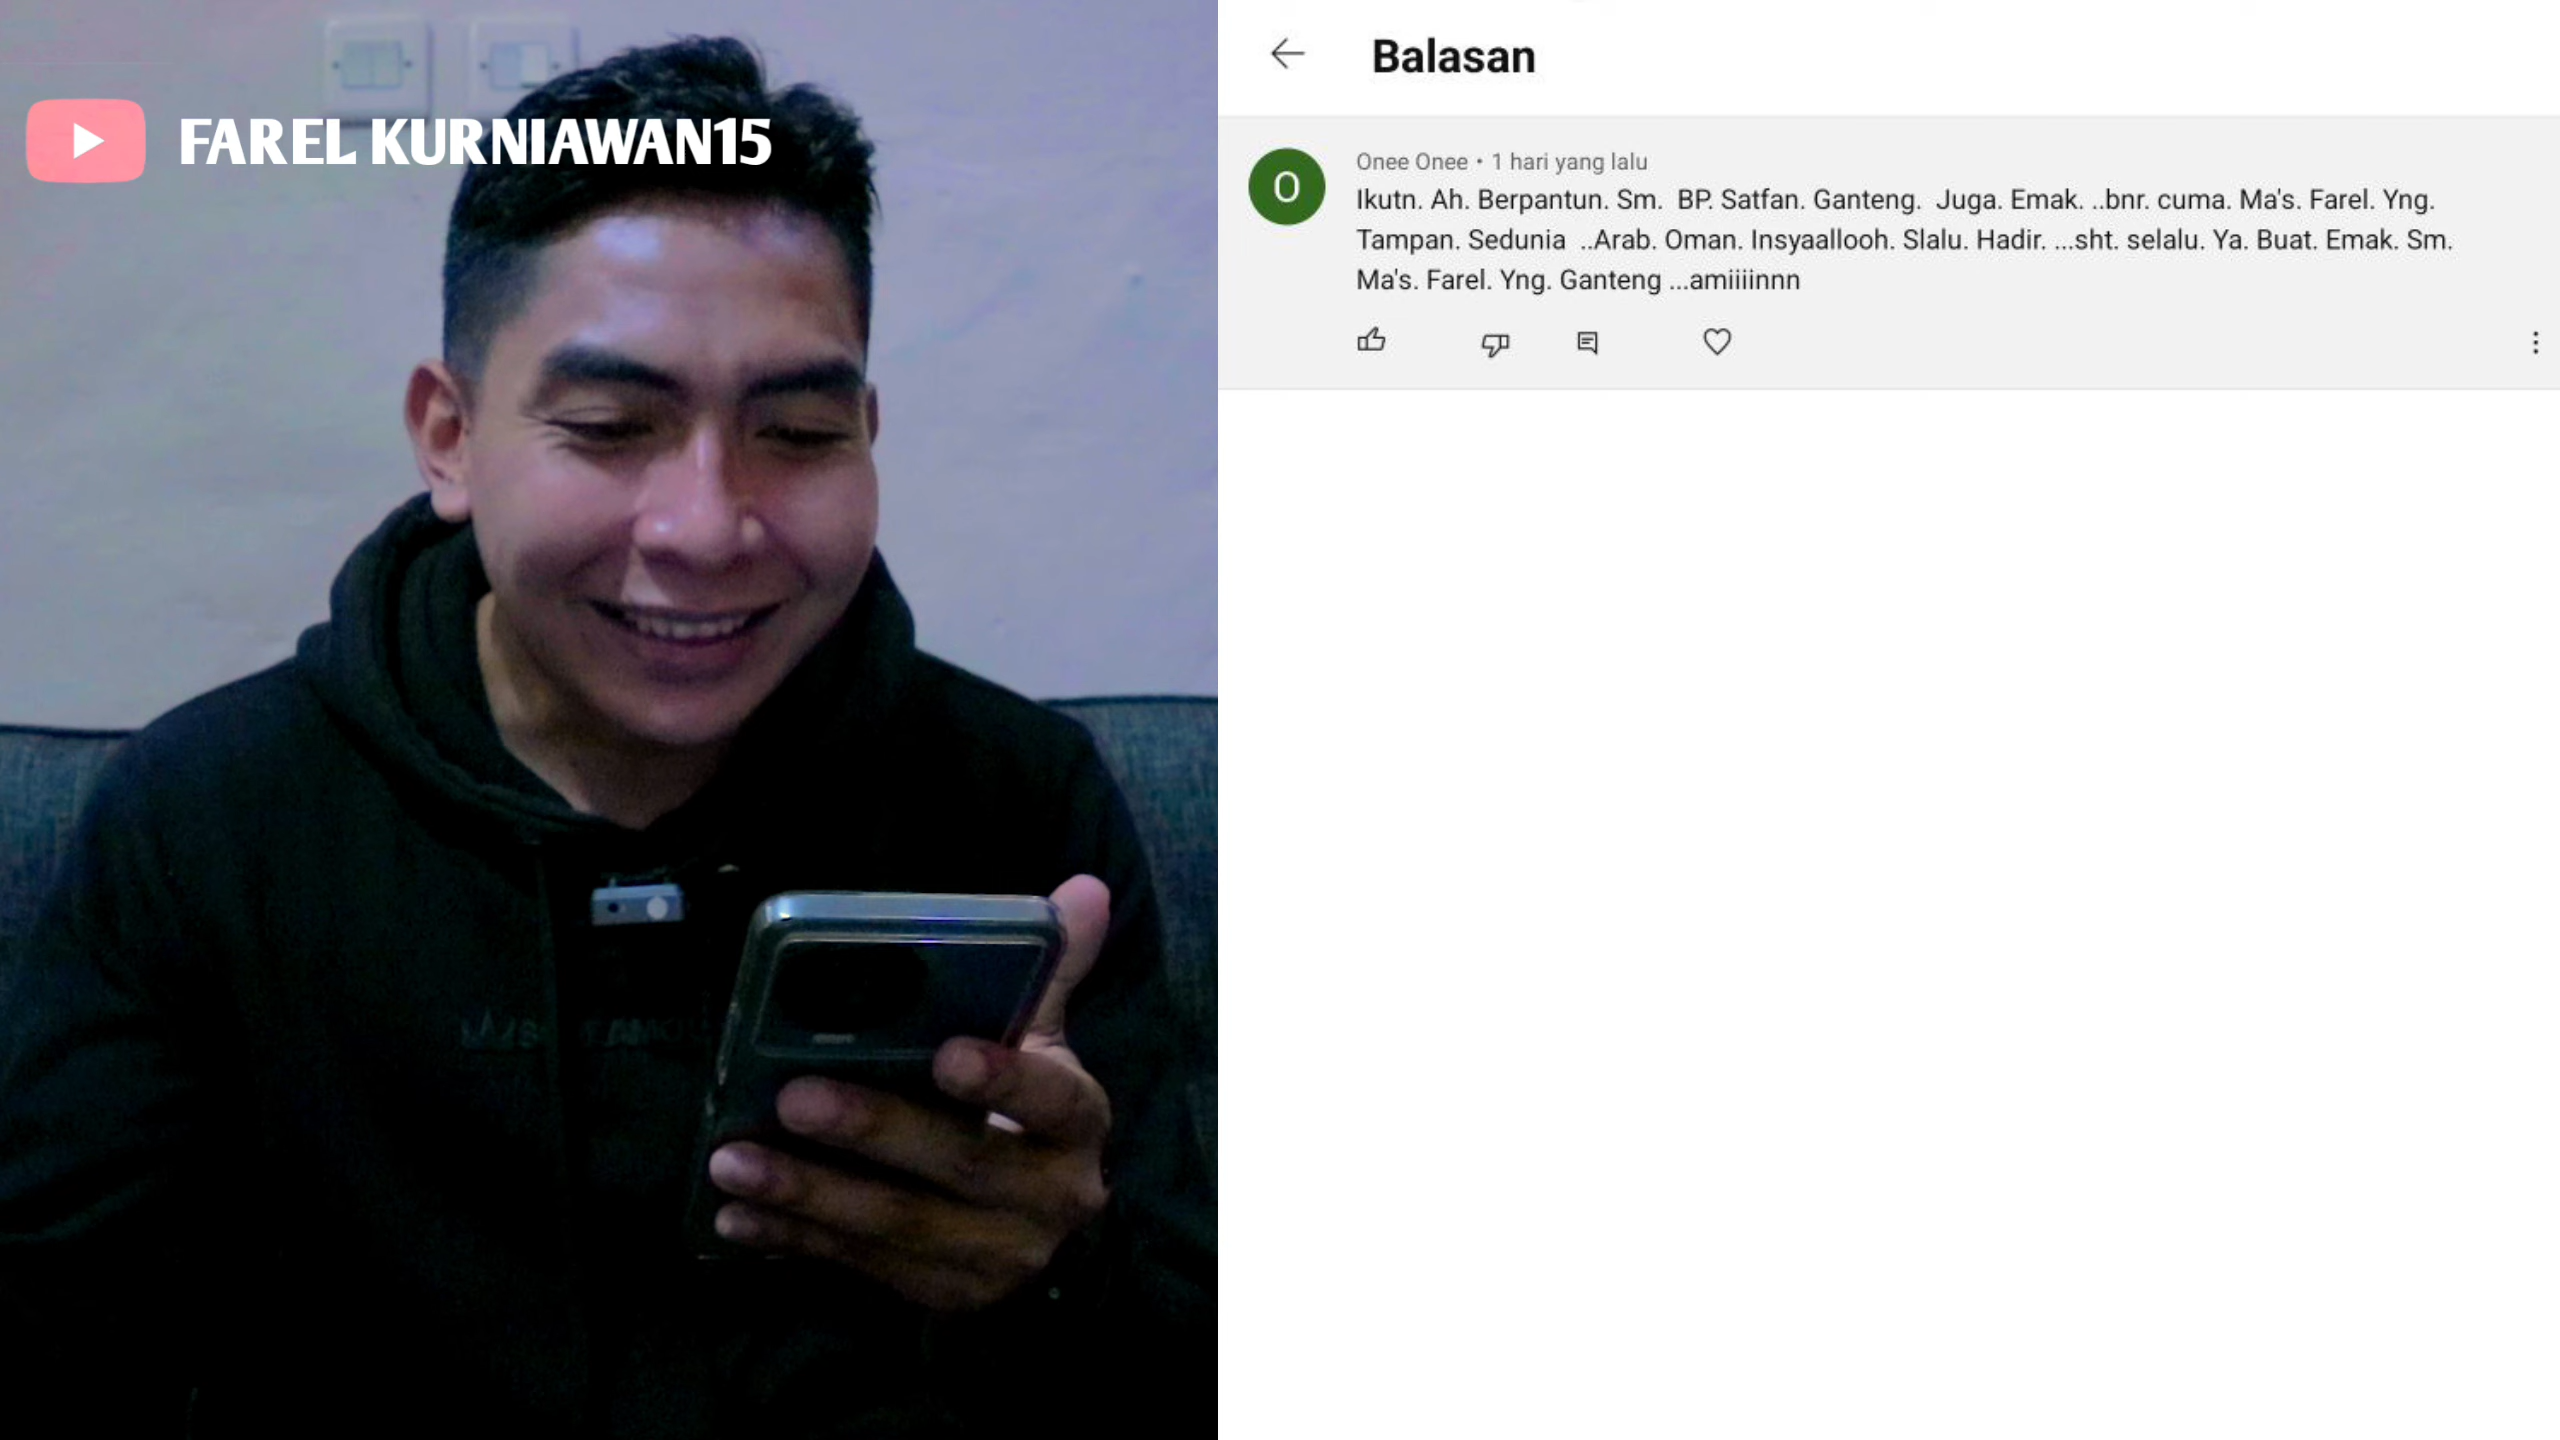 FAREL KURNIAWAN15
Balasan
O
Onee Onee • 1 hari yang lalu
Ikutn. Ah. Berpantun. Sm.  BP. Satfan. Ganteng.  Juga. Emak. ..bnr. cuma. Ma's. Farel. Yng.
Tampan. Sedunia  ..Arab. Oman. Insyaallooh. Slalu. Hadir. ...sht. selalu. Ya. Buat. Emak. Sm.
Ma's. Farel. Yng. Ganteng ...amiiiinnn